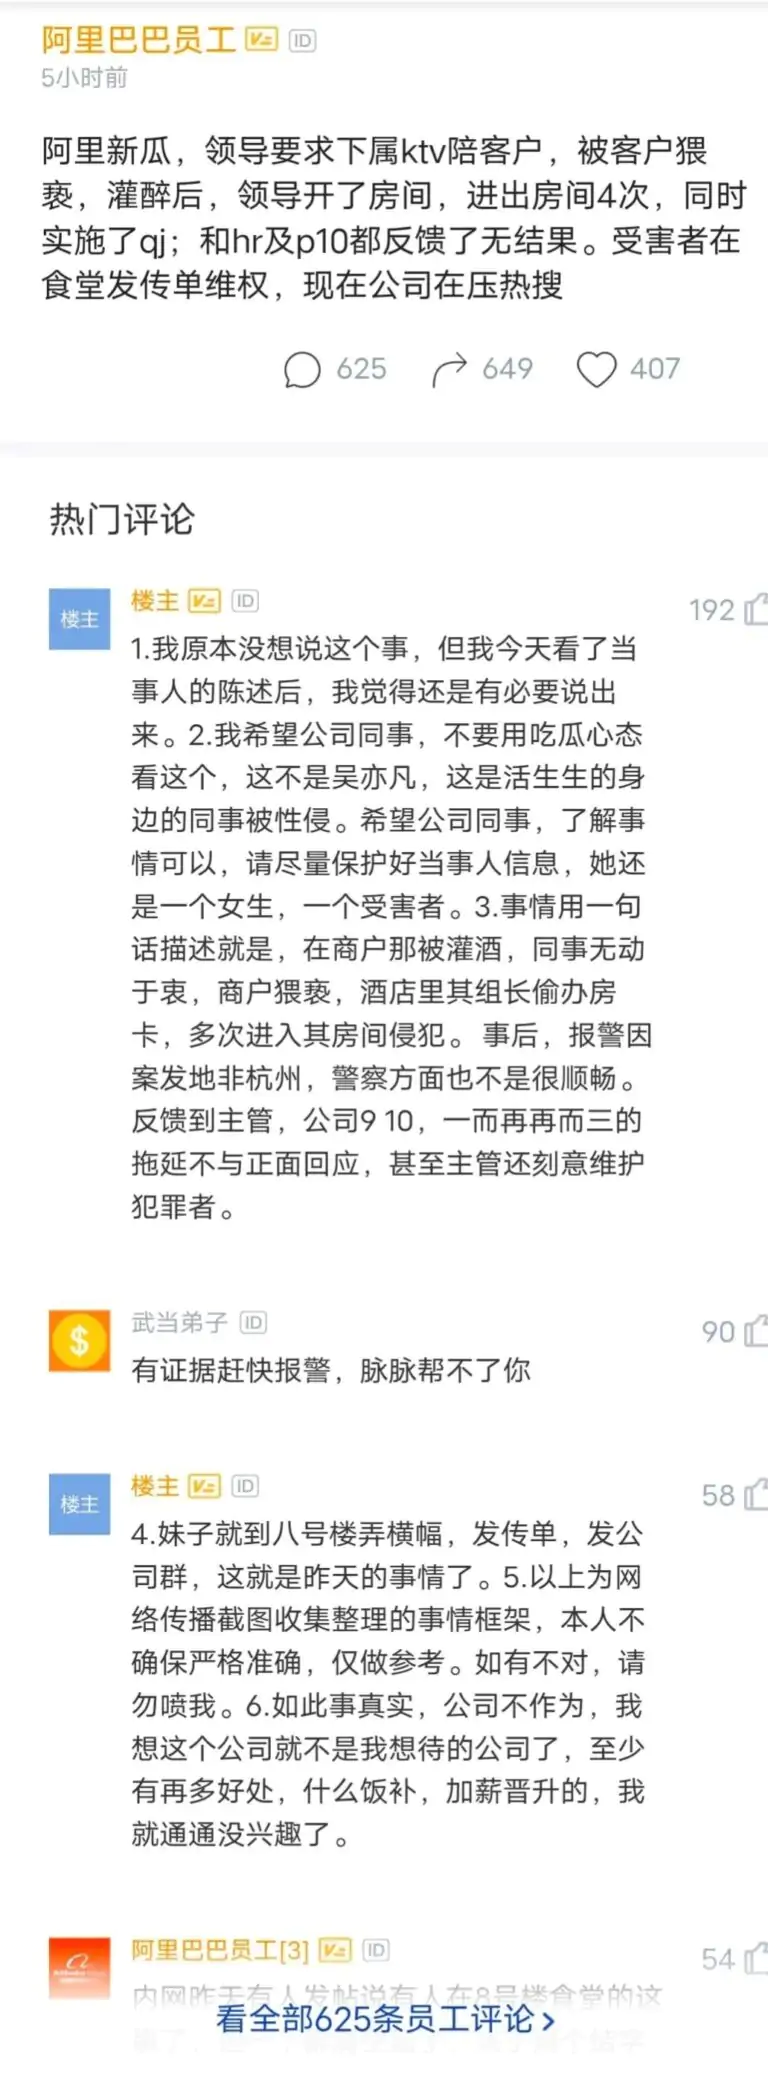 阿里巴巴员工 V ID
5小时前
阿里新瓜，领导要求下属ktv陪客户，被客户猥
亵，灌醉后，领导开了房间，进出房间4次，同时
实施了qj；和hr及p10都反馈了无结果。受害者在
食堂发传单维权，现在公司在压热搜
625 649 407
热门评论
楼主
楼主 V ID
192
1.我原本没想说这个事，但我今天看了当
事人的陈述后，我觉得还是有必要说出
来。2.我希望公司同事，不要用吃瓜心态
看这个，这不是吴亦凡，这是活生生的身
边的同事被性侵。希望公司同事，了解事
情可以，请尽量保护好当事人信息，她还
是一个女生，一个受害者。3.事情用一句
话描述就是，在商户那被灌酒，同事无动
于衷，商户猥亵，酒店里其组长偷办房
卡，多次进入其房间侵犯。 事后，报警因
案发地非杭州，警察方面也不是很顺畅。
反馈到主管，公司9 10，一而再再而三的
拖延不与正面回应，甚至主管还刻意维护
犯罪者。
武当弟子 ID
90
有证据赶快报警，脉脉帮不了你
楼主
楼主 V ID
58
4.妹子就到八号楼弄横幅，发传单，发公
司群，这就是昨天的事情了。5.以上为网
络传播截图收集整理的事情框架，本人不
确保严格准确，仅做参考。如有不对，请
勿喷我。6.如此事真实，公司不作为，我
想这个公司就不是我想待的公司了，至少
有再多好处，什么饭补，加薪晋升的，我
就通通没兴趣了。
阿里巴巴员工[3] V ID
54
内网昨天有人发帖说有人在8号楼食堂的这
看全部625条员工评论